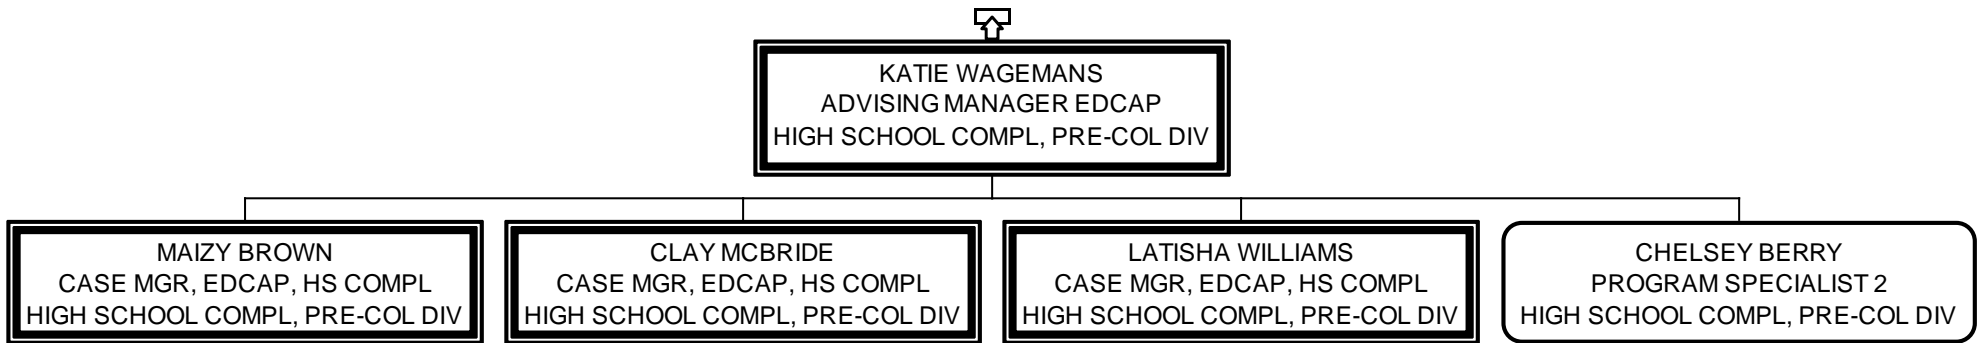 KATIE WAGEMANS
ADVISING MANAGER EDCAP
HIGH SCHOOL COMPL, PRE-COL DIV
MAIZY BROWN
CASE MGR, EDCAP, HS COMPL
HIGH SCHOOL COMPL, PRE-COL DIV
CLAY MCBRIDE
CASE MGR, EDCAP, HS COMPL
HIGH SCHOOL COMPL, PRE-COL DIV
LATISHA WILLIAMS
CASE MGR, EDCAP, HS COMPL
HIGH SCHOOL COMPL, PRE-COL DIV
CHELSEY BERRY
PROGRAM SPECIALIST 2
HIGH SCHOOL COMPL, PRE-COL DIV